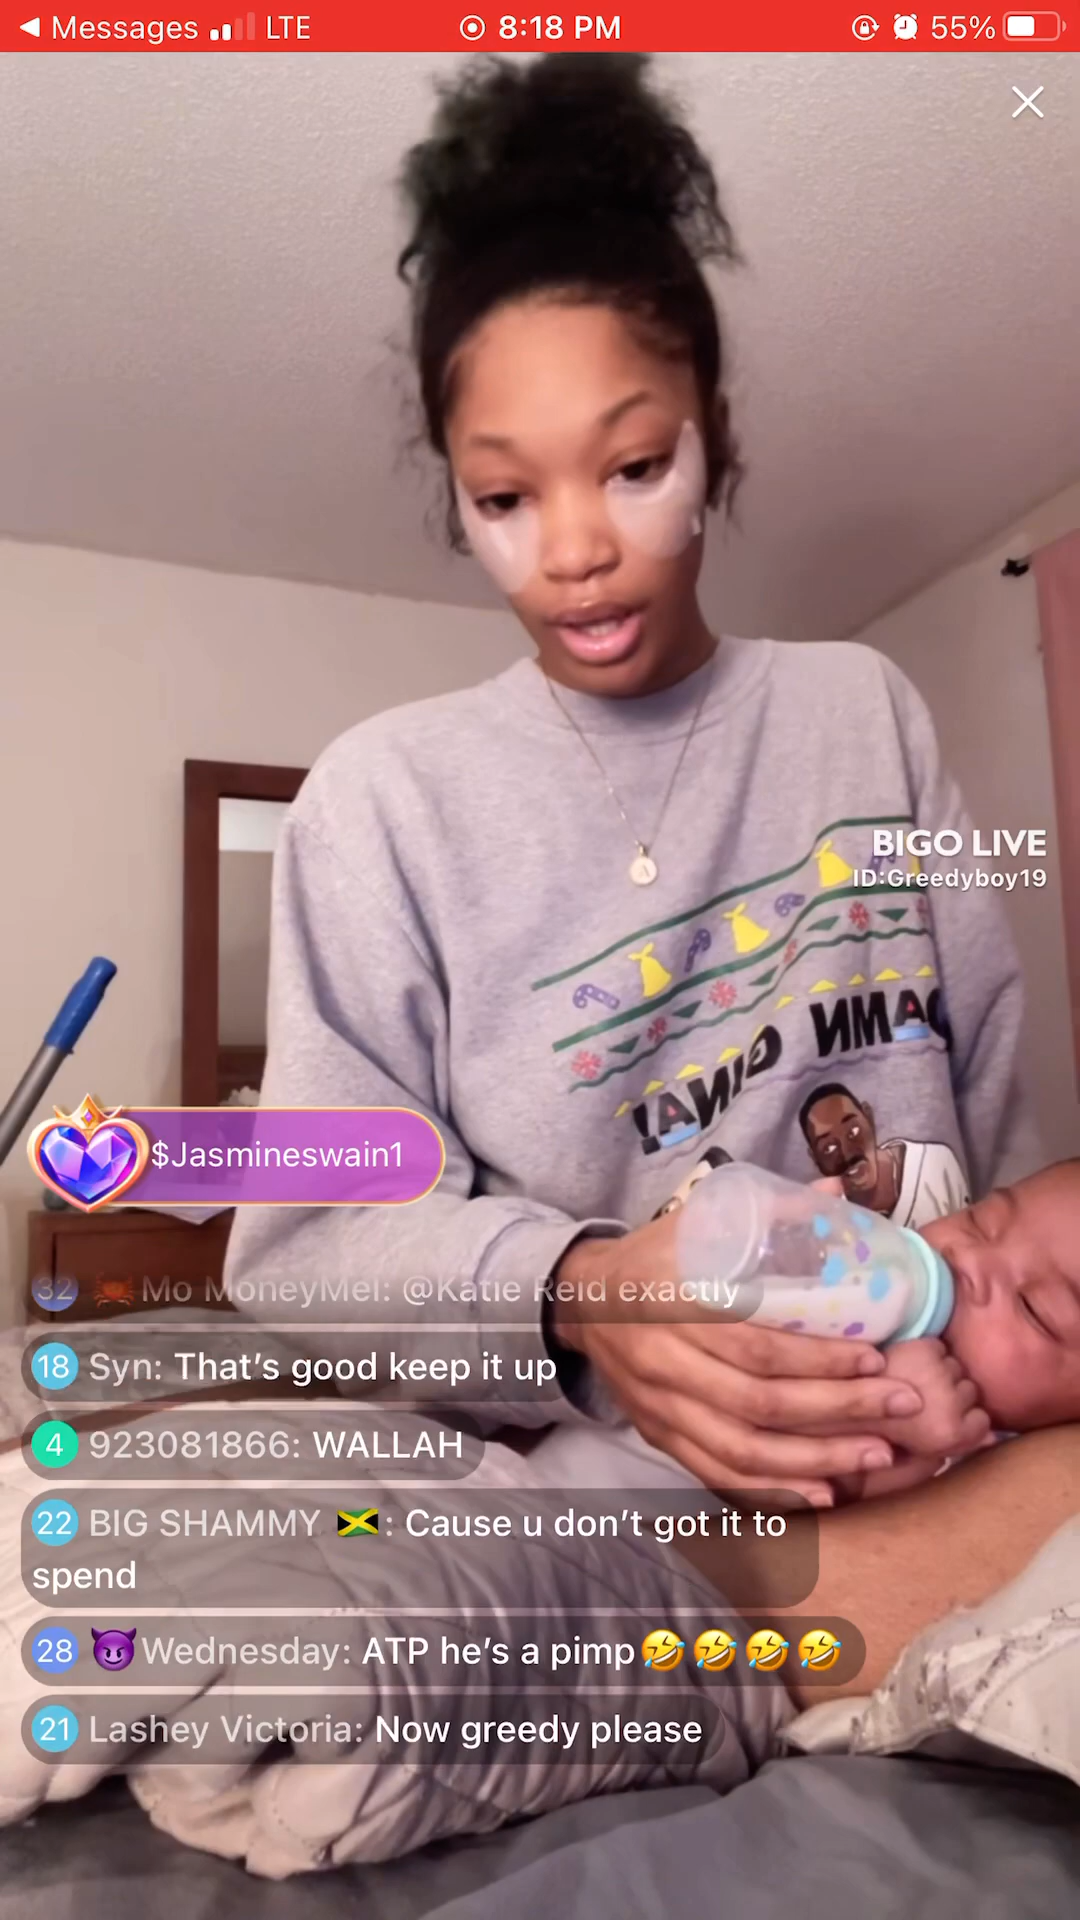 Messages LTE 8:18 PM 55%
BIGO LIVE
ID:Greedyboy19
DAMN
GINA!
$Jasmineswain1
32 🦀Mo MoneyMel: @Katie Reid exactly
18 Syn: That's good keep it up
4 923081866: WALLAH
22 BIG SHAMMY 🇯🇲: Cause u don't got it to
spend
28 😈Wednesday: ATP he's a pimp🤣🤣🤣🤣
21 Lashey Victoria: Now greedy please